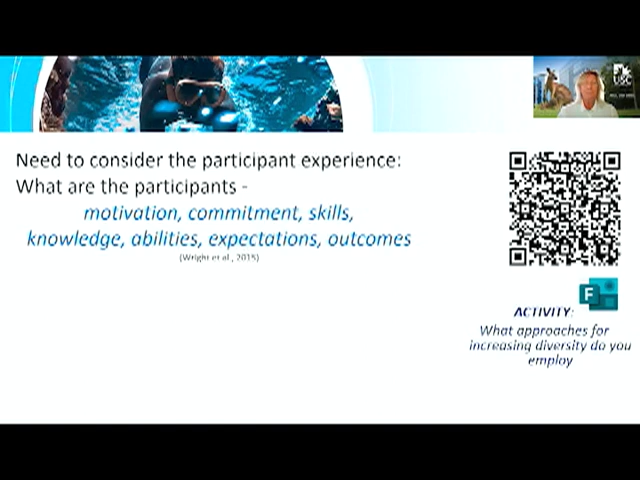 USC
Need to consider the participant experience:
What are the participants -
motivation, commitment, skills,
knowledge, abilities, expectations, outcomes
(Wright et al., 2015)
F
ACTIVITY:
What approaches for
increasing diversity do you
employ